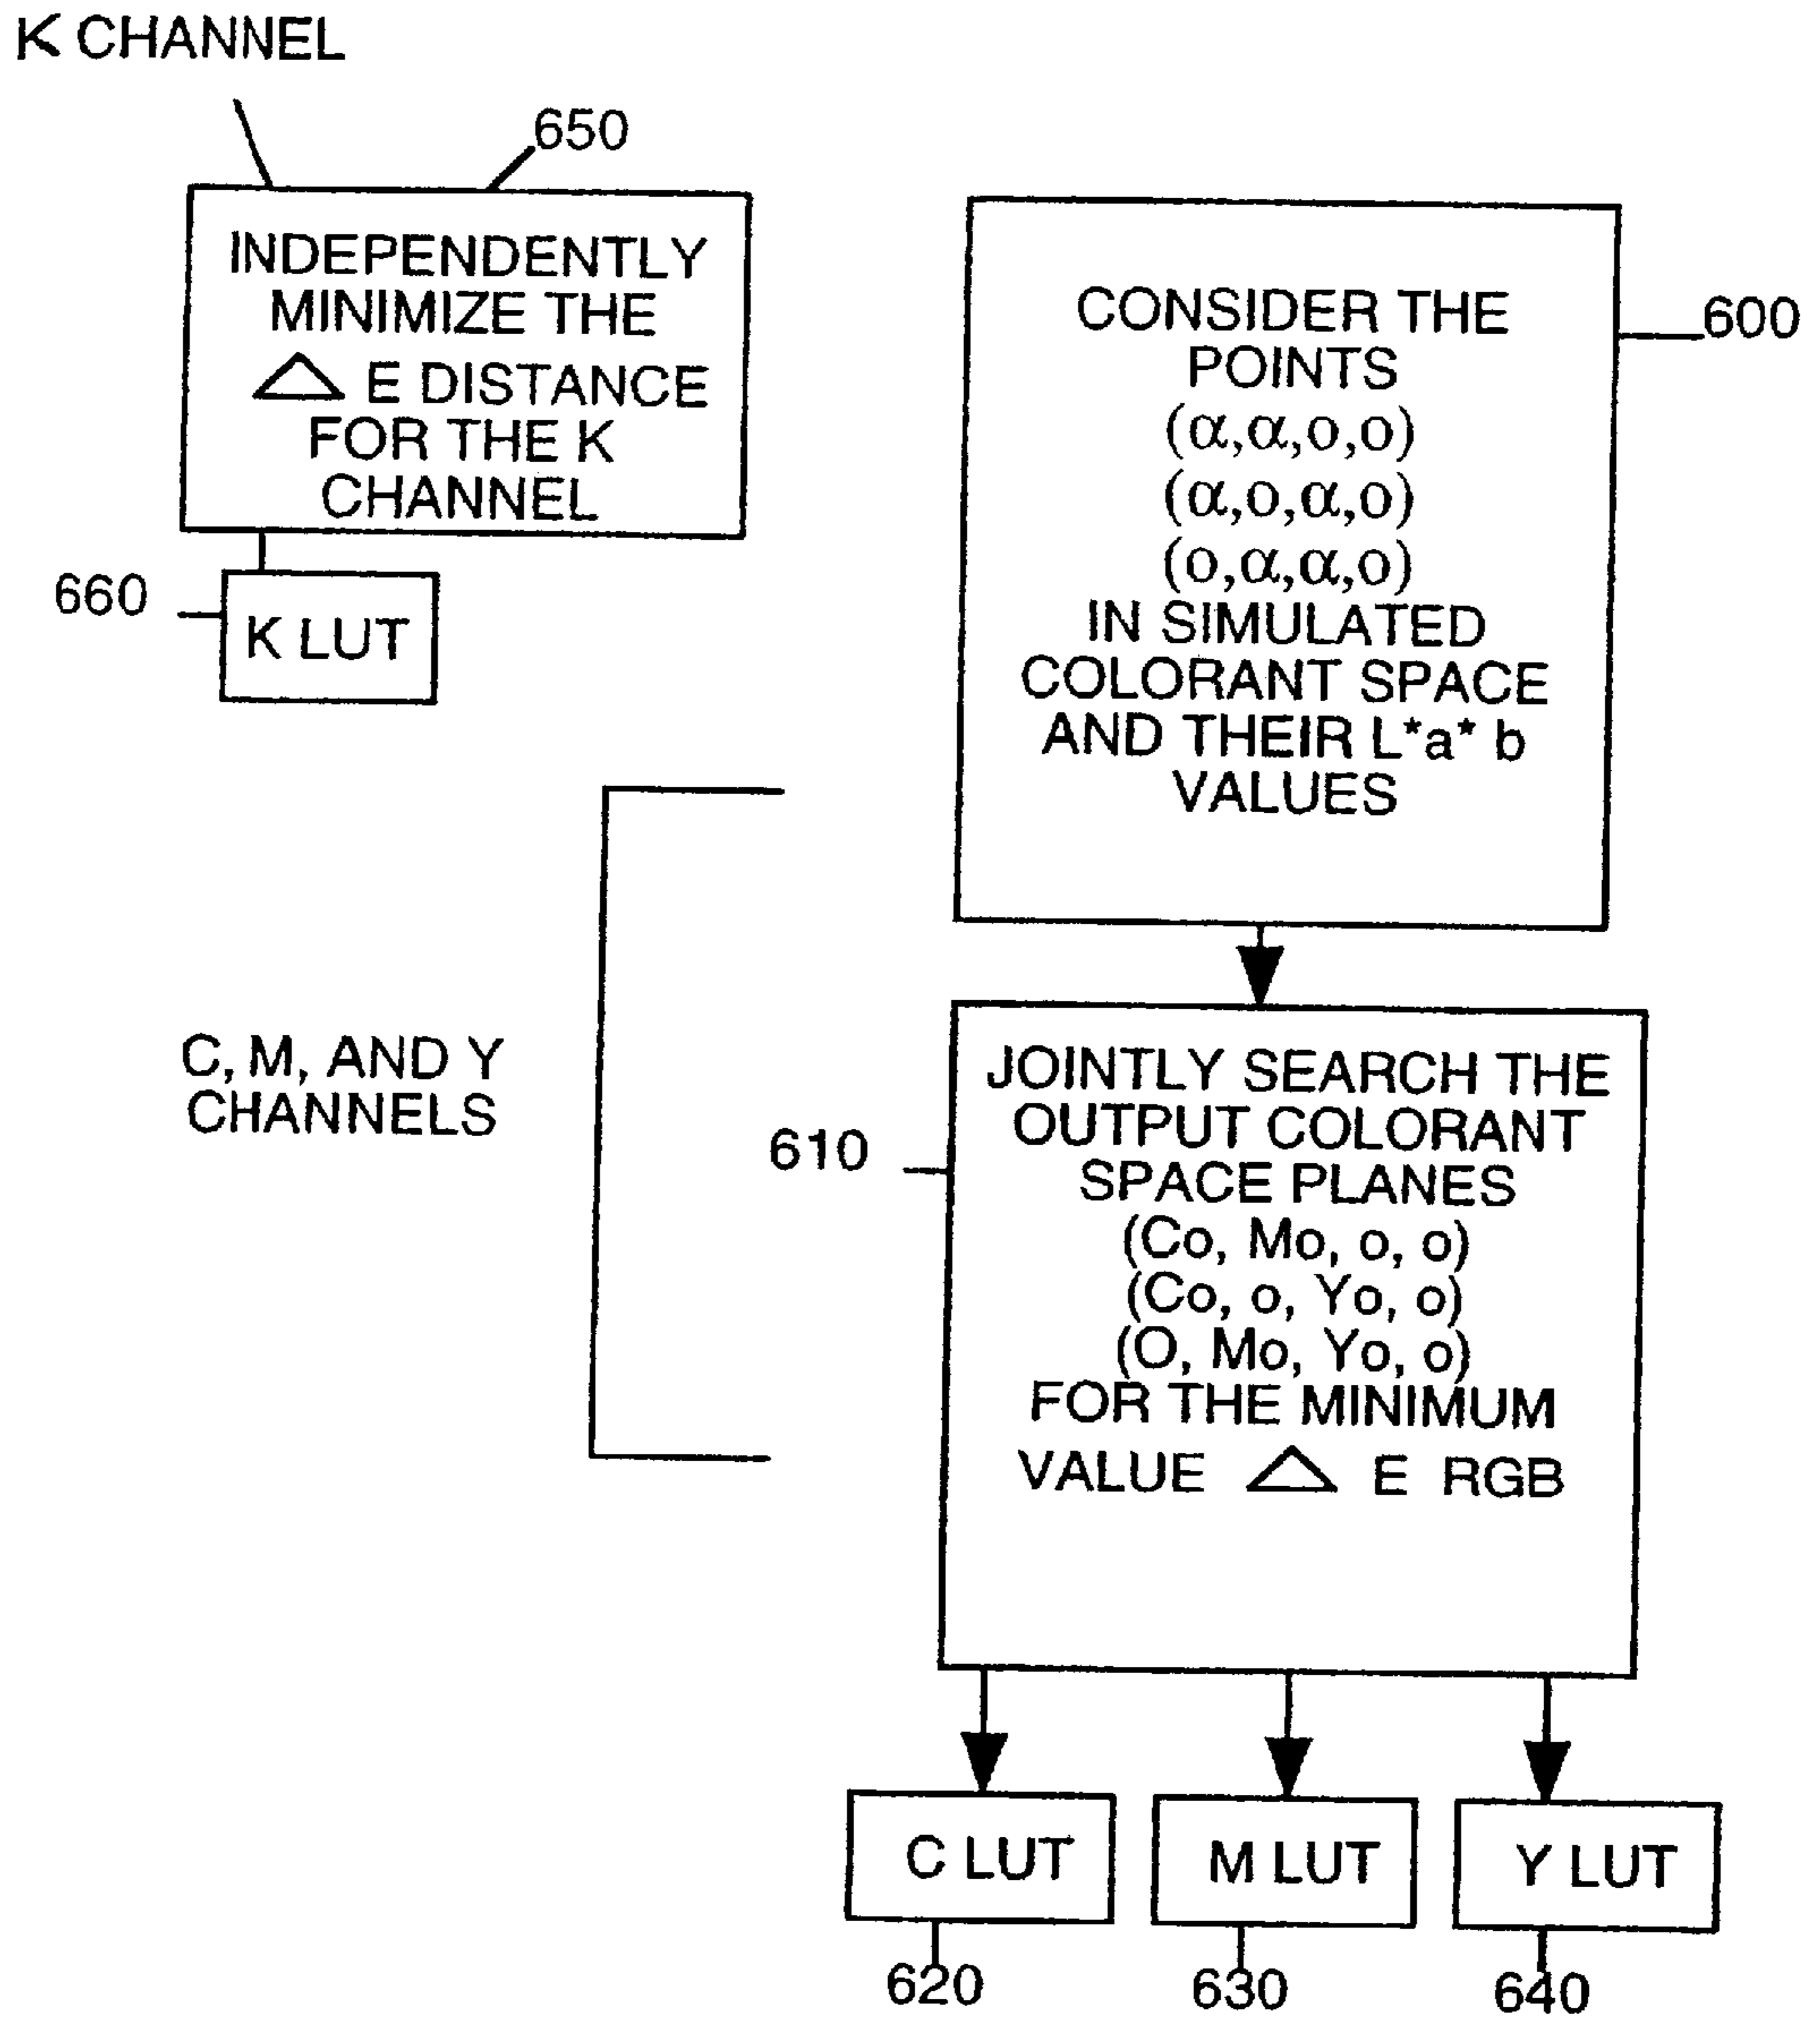 K CHANNEL
650
INDEPENDENTLY
MINIMIZE THE
△ E DISTANCE
FOR THE K
CHANNEL
660
K LUT
600
CONSIDER THE
POINTS
(α,α,o,o)
(α,o,α,o)
(o,α,α,o)
IN SIMULATED
COLORANT SPACE
AND THEIR L*a* b
VALUES
C, M, AND Y
CHANNELS
610
JOINTLY SEARCH THE
OUTPUT COLORANT
SPACE PLANES
(Co, Mo, o, o)
(Co, o, Yo, o)
(O, Mo, Yo, o)
FOR THE MINIMUM
VALUE △ E RGB
C LUT
M LUT
Y LUT
620
630
640